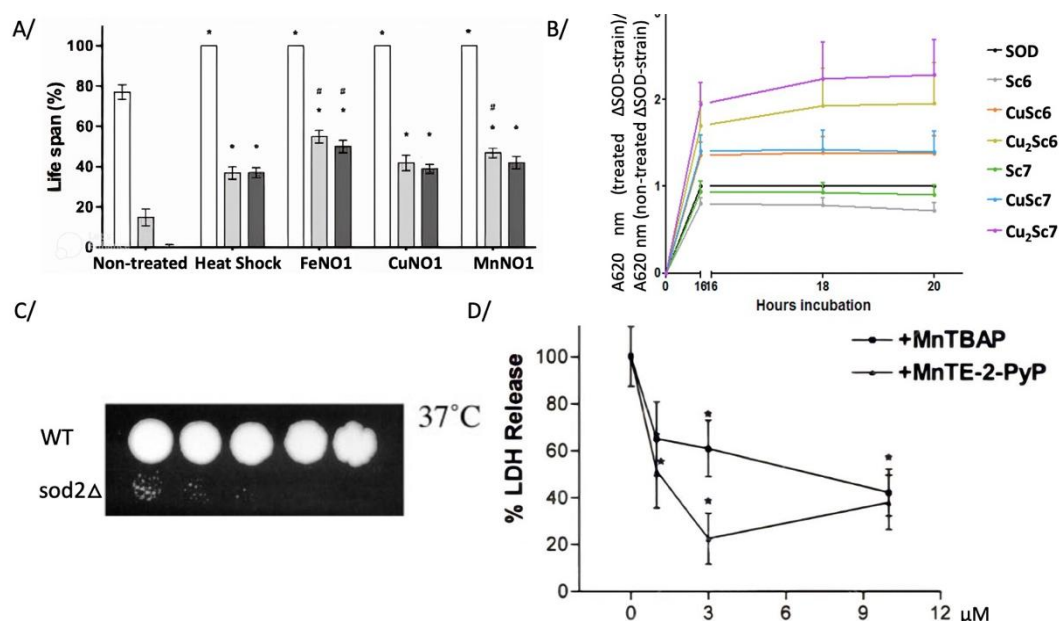 A/
Life span (%)
100
80
60
40
20
0
* * * *
# # #
* * * * * * * *
Non-treated Heat Shock FeNO1 CuNO1 MnNO1
B/
A620 nm (treated ΔSOD-strain)/
A620 nm (non-treated ΔSOD-strain)
2
1
0
0 16 16 18 20
Hours incubation
SOD
Sc6
CuSc6
Cu₂Sc6
Sc7
CuSc7
Cu₂Sc7
C/
WT
sod2Δ
37°C
D/
% LDH Release
100
80
60
40
20
0
* * * *
+MnTBAP
+MnTE-2-PyP
0 3 6 9 12 µM